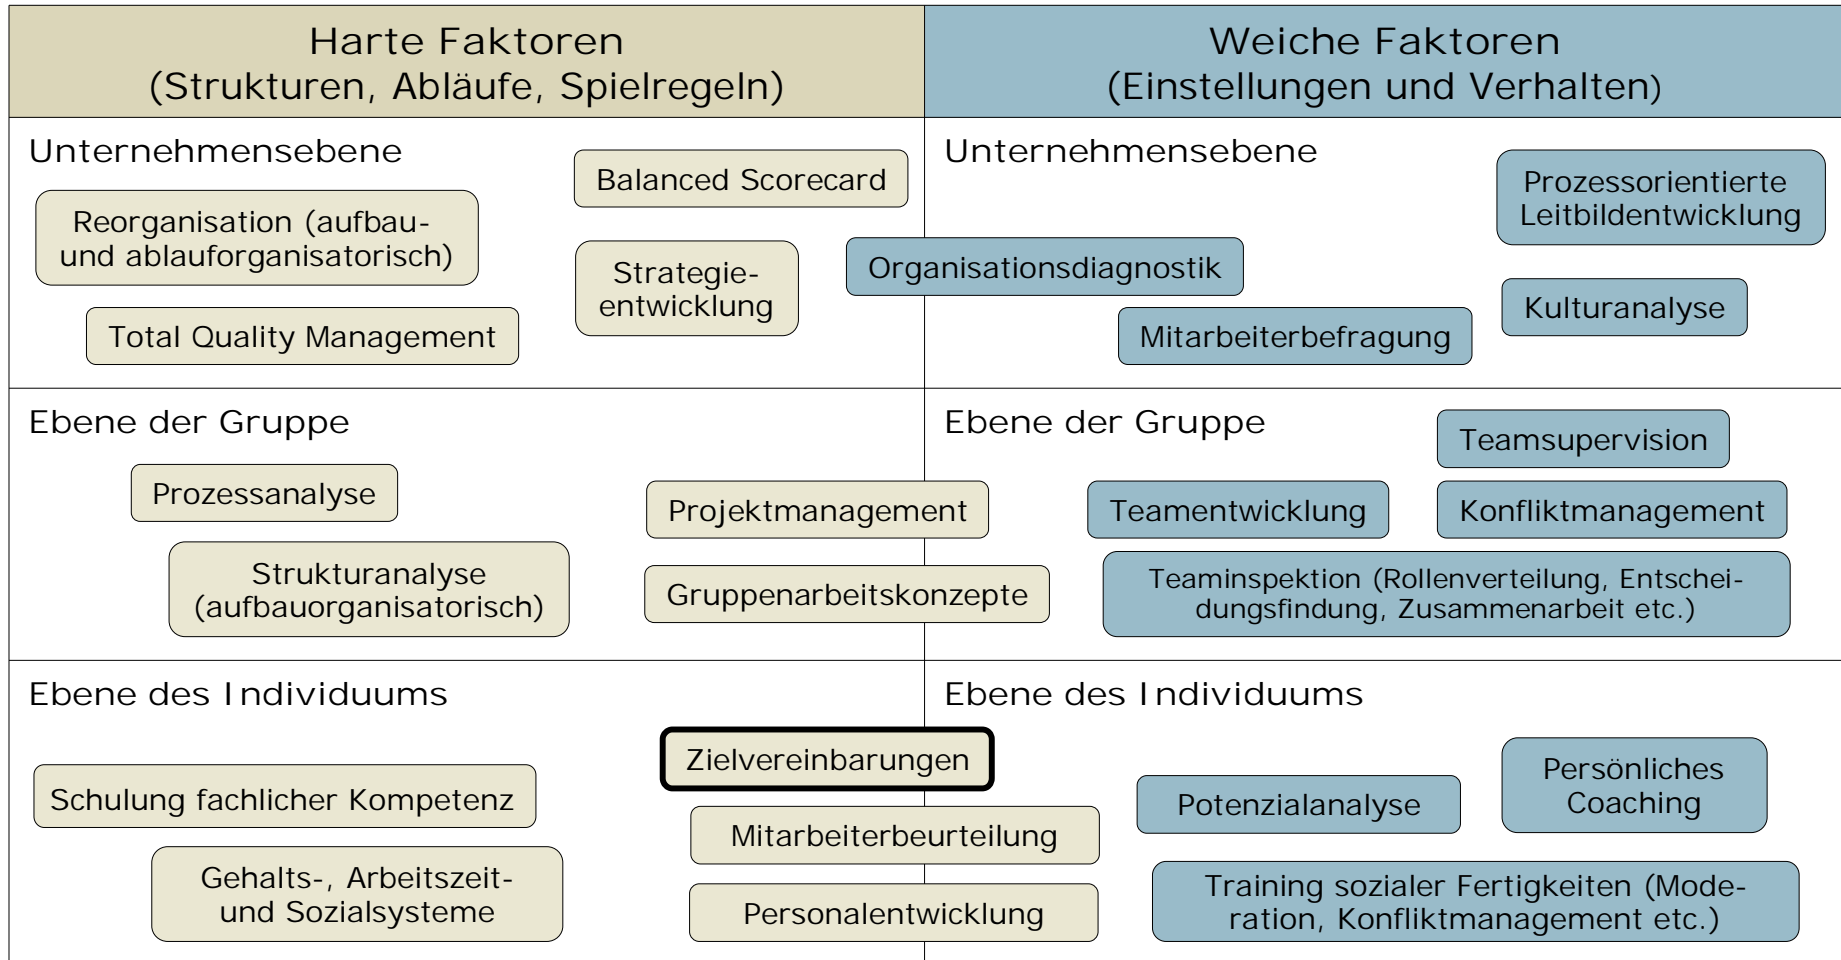 Harte Faktoren
(Strukturen, Abläufe, Spielregeln)
Weiche Faktoren
(Einstellungen und Verhalten)
Unternehmensebene
Balanced Scorecard
Reorganisation (aufbau-
und ablauforganisatorisch)
Strategie-
entwicklung
Total Quality Management
Unternehmensebene
Prozessorientierte
Leitbildentwicklung
Organisationsdiagnostik
Kulturanalyse
Mitarbeiterbefragung
Ebene der Gruppe
Prozessanalyse
Projektmanagement
Strukturanalyse
(aufbauorganisatorisch)
Gruppenarbeitskonzepte
Ebene der Gruppe
Teamsupervision
Teamentwicklung
Konfliktmanagement
Teaminspektion (Rollenverteilung, Entschei-
dungsfindung, Zusammenarbeit etc.)
Ebene des Individuums
Zielvereinbarungen
Schulung fachlicher Kompetenz
Mitarbeiterbeurteilung
Gehalts-, Arbeitszeit-
und Sozialsysteme
Personalentwicklung
Ebene des Individuums
Persönliches
Coaching
Potenzialanalyse
Training sozialer Fertigkeiten (Mode-
ration, Konfliktmanagement etc.)